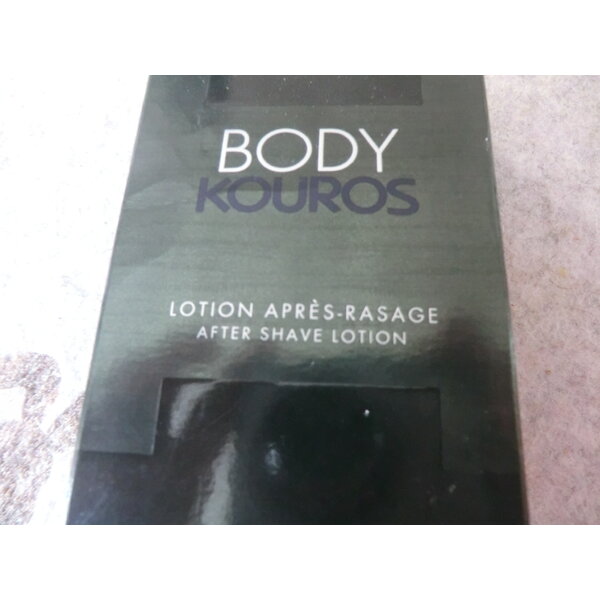 BODY
KOUROS
LOTION APRÈS-RASAGE
AFTER SHAVE LOTION